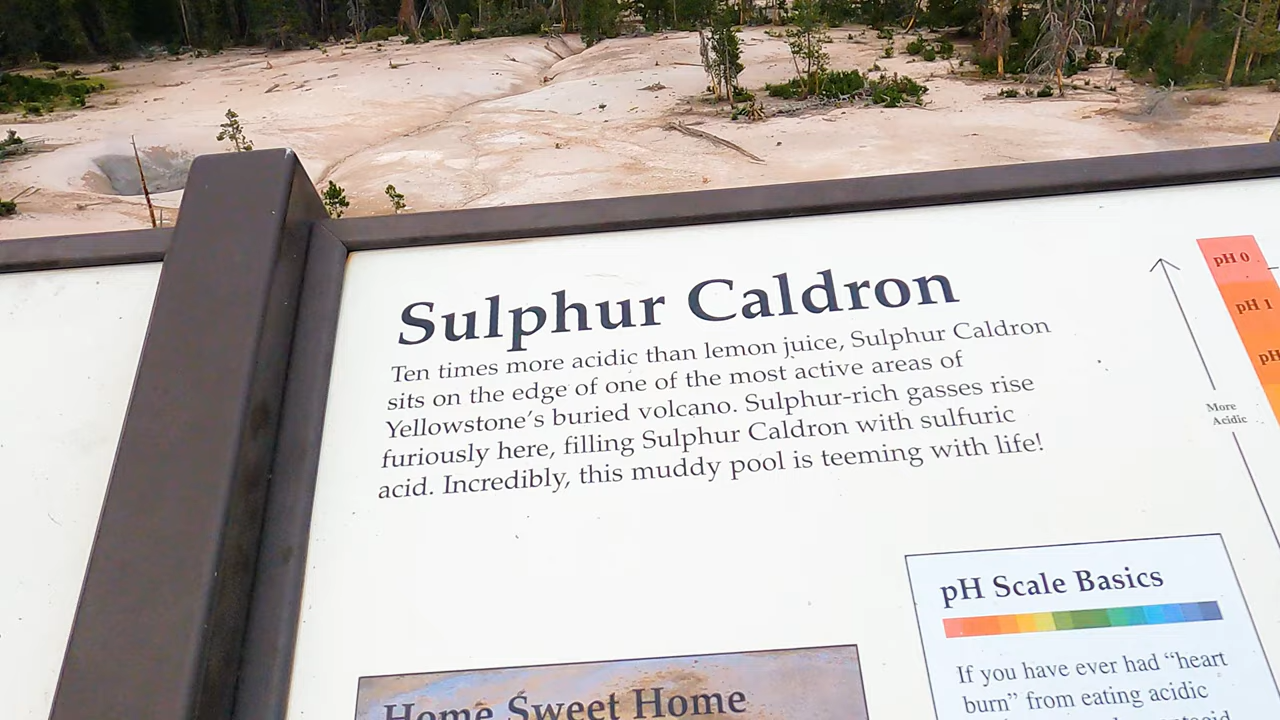 Sulphur Caldron
Ten times more acidic than lemon juice, Sulphur Caldron
sits on the edge of one of the most active areas of
Yellowstone's buried volcano. Sulphur-rich gasses rise
furiously here, filling Sulphur Caldron with sulfuric
acid. Incredibly, this muddy pool is teeming with life!
pH 0
pH 1
pH
More
Acidic
pH Scale Basics
If you have ever had “heart
burn” from eating acidic
Home Sweet Home